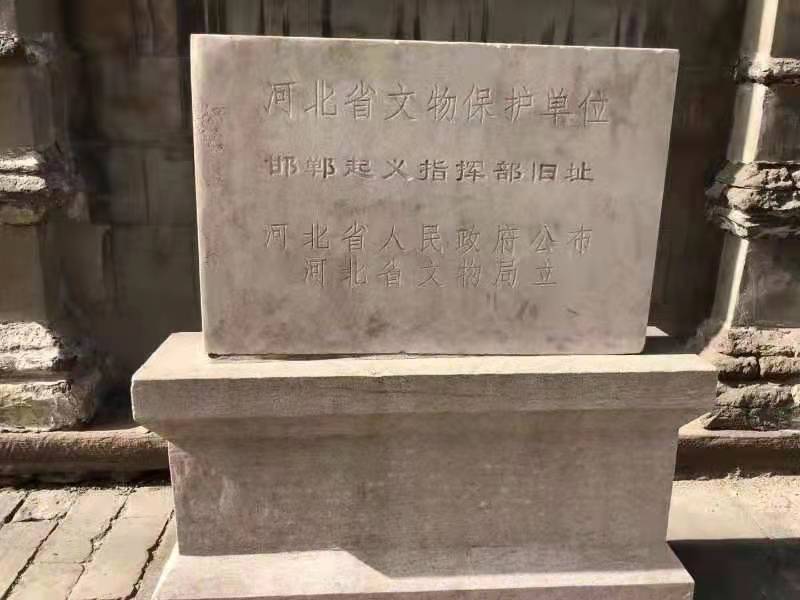 河北省文物保护单位
邯郸起义指挥部旧址
河北省人民政府公布
河北省文物局立